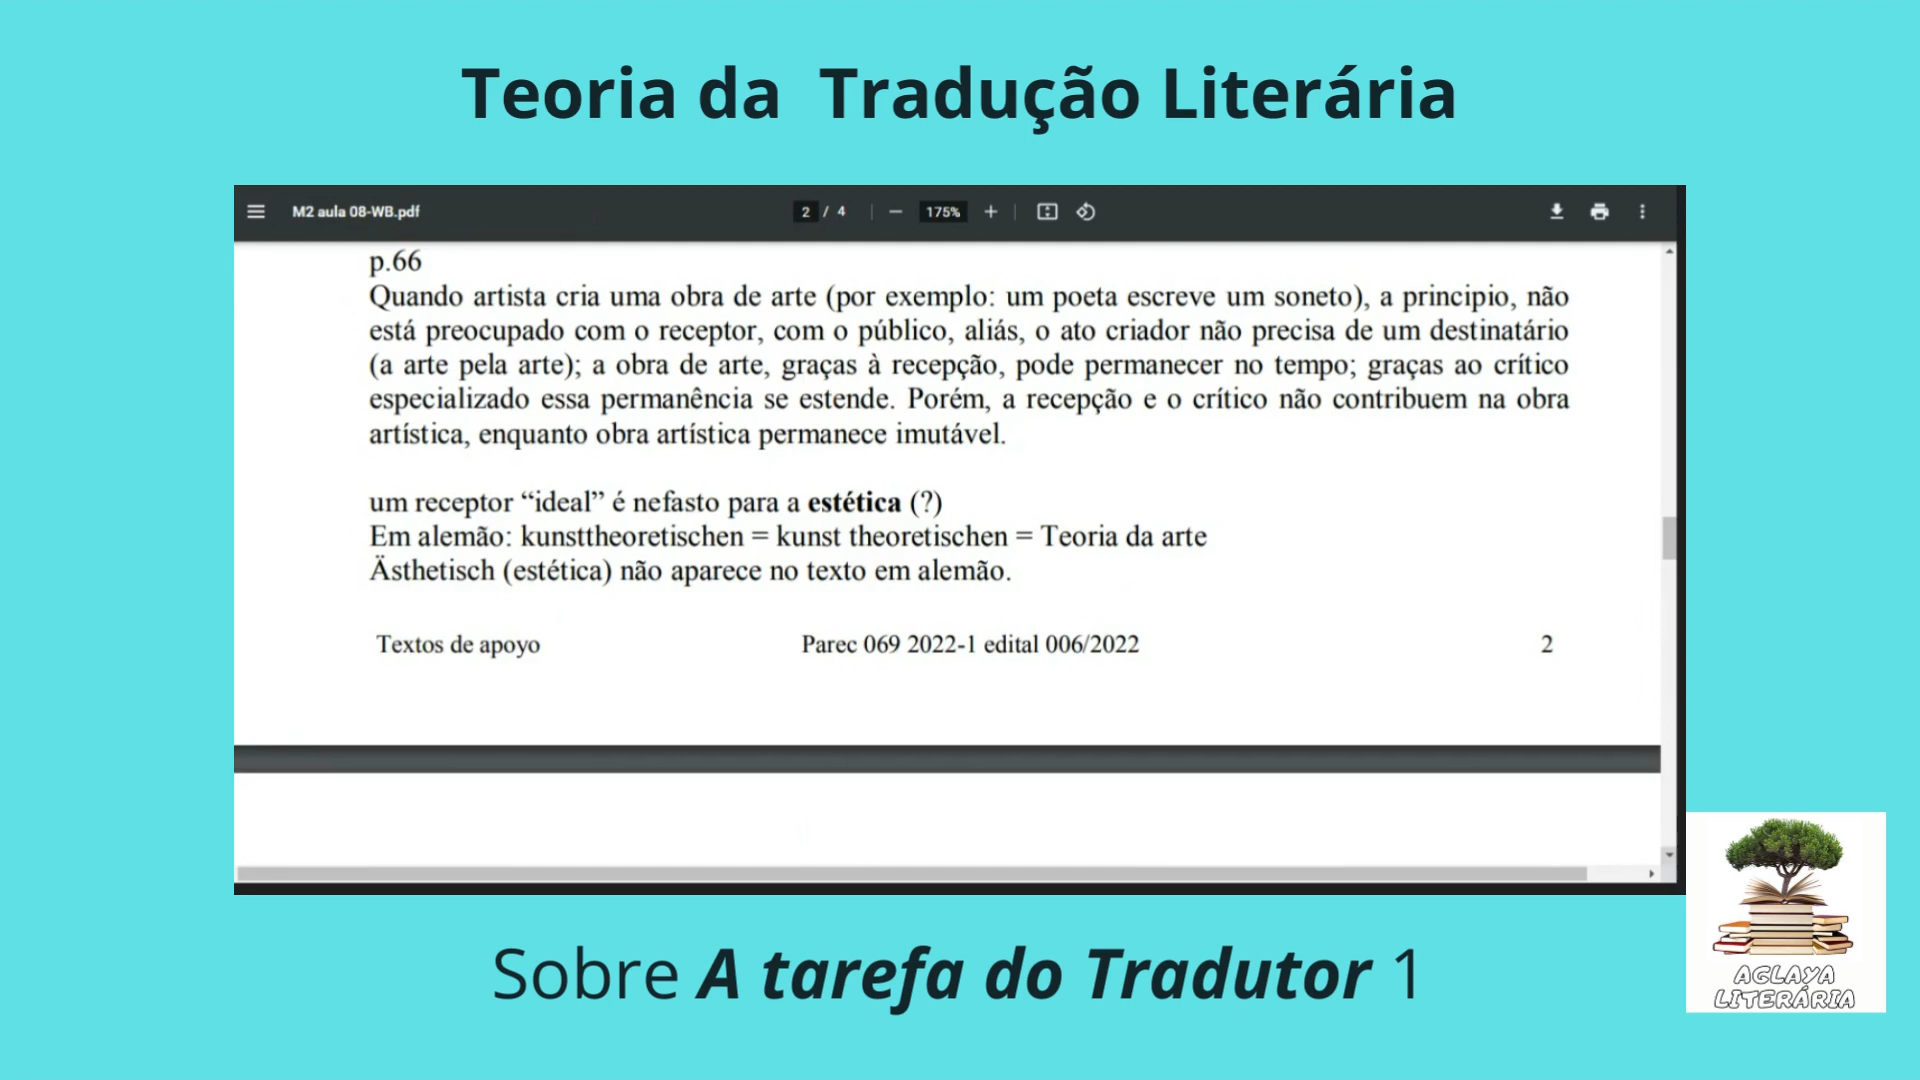 Teoria da Tradução Literária
M2 aula 08-WB.pdf
2 / 4
175%
p.66
Quando artista cria uma obra de arte (por exemplo: um poeta escreve um soneto), a principio, não
está preocupado com o receptor, com o público, aliás, o ato criador não precisa de um destinatário
(a arte pela arte); a obra de arte, graças à recepção, pode permanecer no tempo; graças ao crítico
especializado essa permanência se estende. Porém, a recepção e o crítico não contribuem na obra
artística, enquanto obra artística permanece imutável.
um receptor “ideal” é nefasto para a estética (?)
Em alemão: kunsttheoretischen = kunst theoretischen = Teoria da arte
Ästhetisch (estética) não aparece no texto em alemão.
Textos de apoyo
Parec 069 2022-1 edital 006/2022
2
AGLAYA
LITERÁRIA
Sobre A tarefa do Tradutor 1